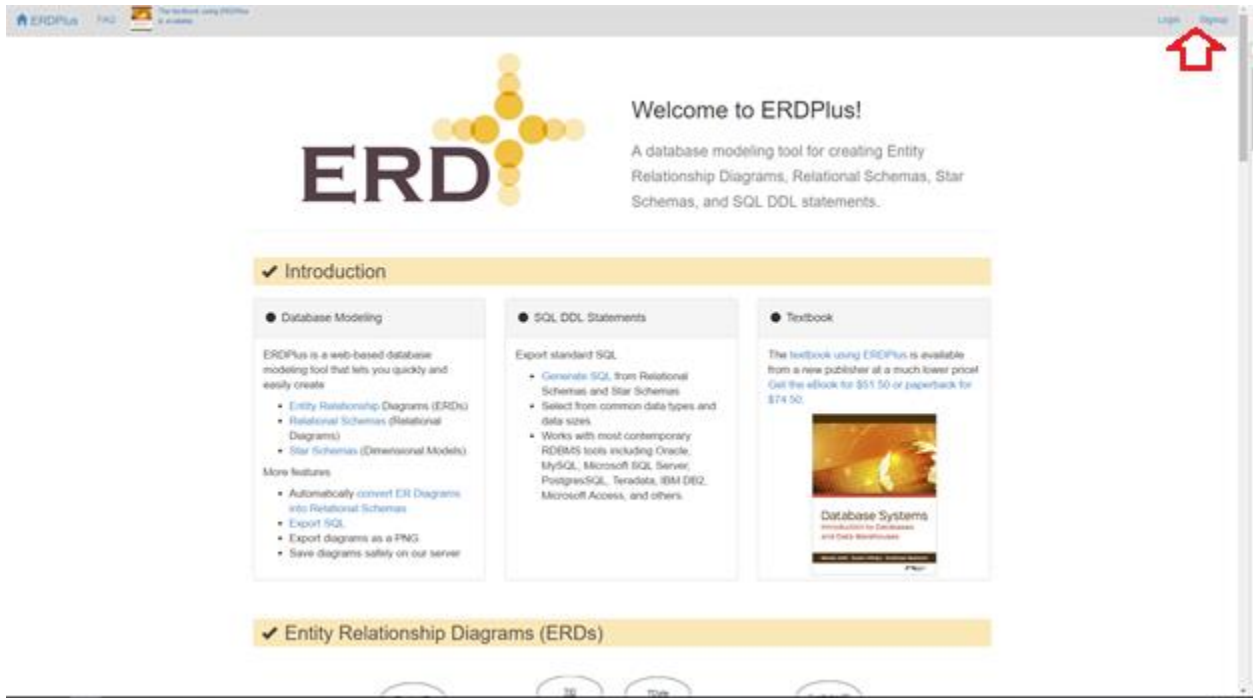 ERDPlus FAQ The textbook using ERDPlus
is available.
Login Signup
ERD
Welcome to ERDPlus!
A database modeling tool for creating Entity
Relationship Diagrams, Relational Schemas, Star
Schemas, and SQL DDL statements.
Introduction
Database Modeling
ERDPlus is a web-based database
modeling tool that lets you quickly and
easily create
Entity Relationship Diagrams (ERDs)
Relational Schemas (Relational
Diagrams)
Star Schemas (Dimensional Models)
More features
Automatically convert ER Diagrams
into Relational Schemas
Export SQL
Export diagrams as a PNG
Save diagrams safely on our server
SQL DDL Statements
Export standard SQL
Generate SQL from Relational
Schemas and Star Schemas
Select from common data types and
data sizes
Works with most contemporary
RDBMS tools including Oracle,
MySQL, Microsoft SQL Server,
PostgresSQL, Teradata, IBM DB2,
Microsoft Access, and others.
Textbook
The textbook using ERDPlus is available
from a new publisher at a much lower price!
Get the eBook for $51.50 or paperback for
$74.50.
Database Systems
Introduction to Databases
and Data Warehouses
Entity Relationship Diagrams (ERDs)